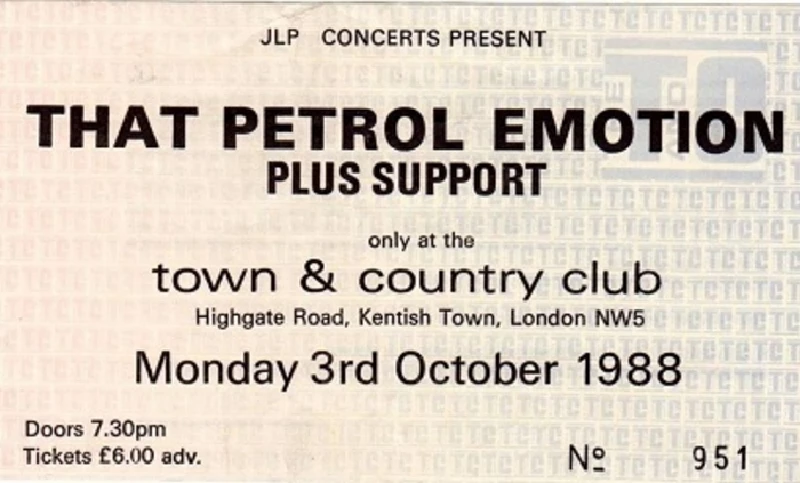 JLP CONCERTS PRESENT
THAT PETROL EMOTION
PLUS SUPPORT
only at the
town & country club
Highgate Road, Kentish Town, London NW5
Monday 3rd October 1988
Doors 7.30pm
Tickets £6.00 adv.
Nº 951